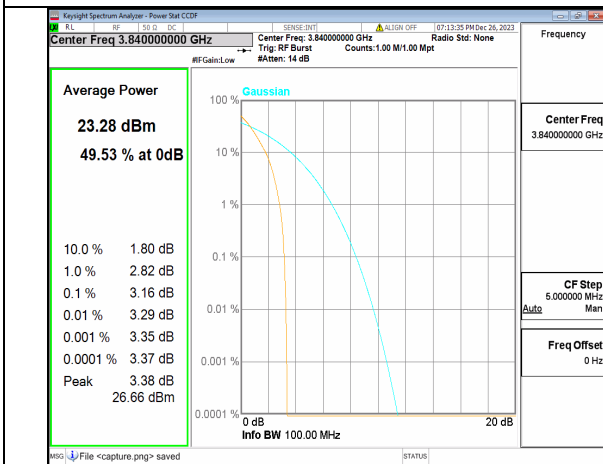 Keysight Spectrum Analyzer - Power Stat CCDF
RL RF 50 Ω DC SENSE:INT ALIGN OFF 07:13:35 PM Dec 26, 2023
Center Freq 3.840000000 GHz
Center Freq: 3.840000000 GHz Radio Std: None
Trig: RF Burst Counts:1.00 M/1.00 Mpt
#IFGain:Low #Atten: 14 dB
Frequency
Average Power
23.28 dBm
49.53 % at 0dB
10.0 % 1.80 dB
1.0 % 2.82 dB
0.1 % 3.16 dB
0.01 % 3.29 dB
0.001 % 3.35 dB
0.0001 % 3.37 dB
Peak 3.38 dB
26.66 dBm
Gaussian
100 %
10 %
1 %
0.1 %
0.01 %
0.001 %
0.0001 %
0 dB 20 dB
Info BW 100.00 MHz
Center Freq
3.840000000 GHz
CF Step
5.000000 MHz
Auto Man
Freq Offset
0 Hz
MSG File <capture.png> saved STATUS